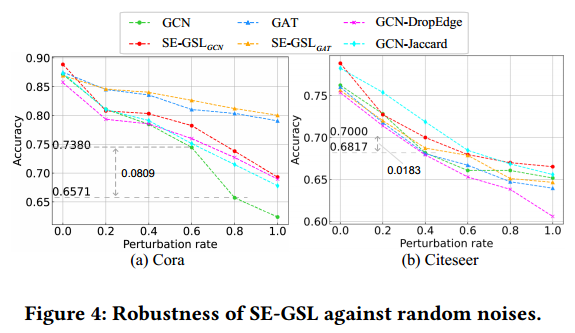 GCN GAT GCN-DropEdge
SE-GSLGCN SE-GSLGAT GCN-Jaccard
Accuracy
0.90
0.85
0.80
0.7380
0.70
0.6571
0.65
0.0809
0.0 0.2 0.4 0.6 0.8 1.0
Perturbation rate
(a) Cora
Accuracy
0.75
0.7000
0.70
0.6817
0.65
0.60
0.0183
0.0 0.2 0.4 0.6 0.8 1.0
Perturbation rate
(b) Citeseer
Figure 4: Robustness of SE-GSL against random noises.